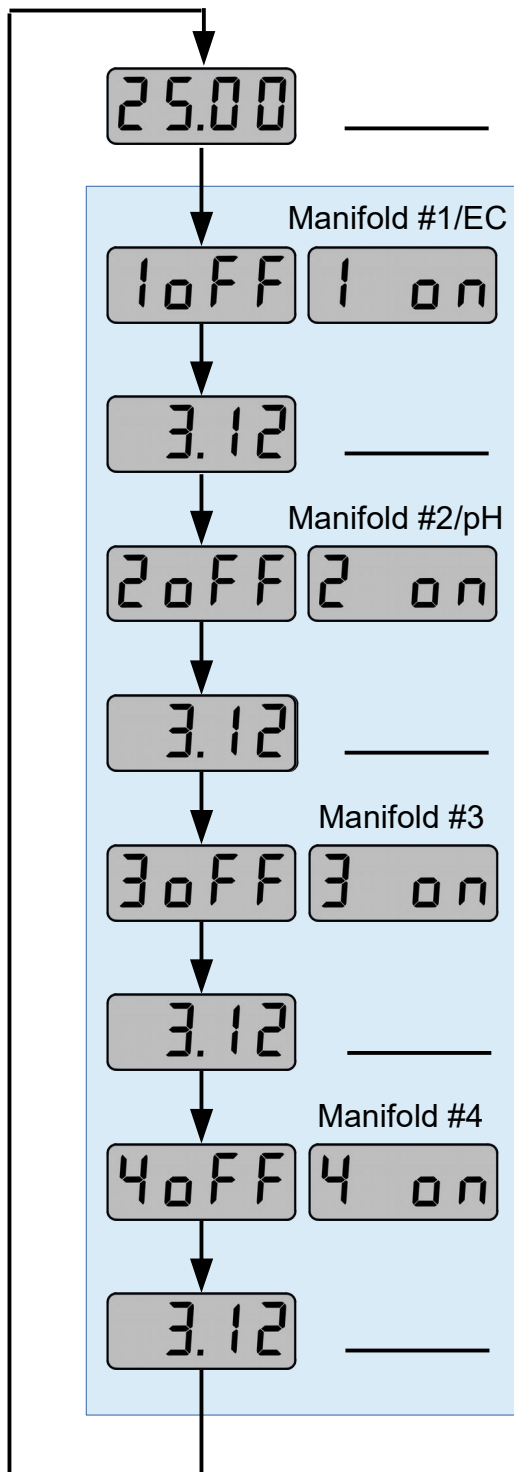 25.00
Manifold #1/EC
1oFF 1 on
3.12
Manifold #2/pH
2oFF 2 on
3.12
Manifold #3
3oFF 3 on
3.12
Manifold #4
4oFF 4 on
3.12